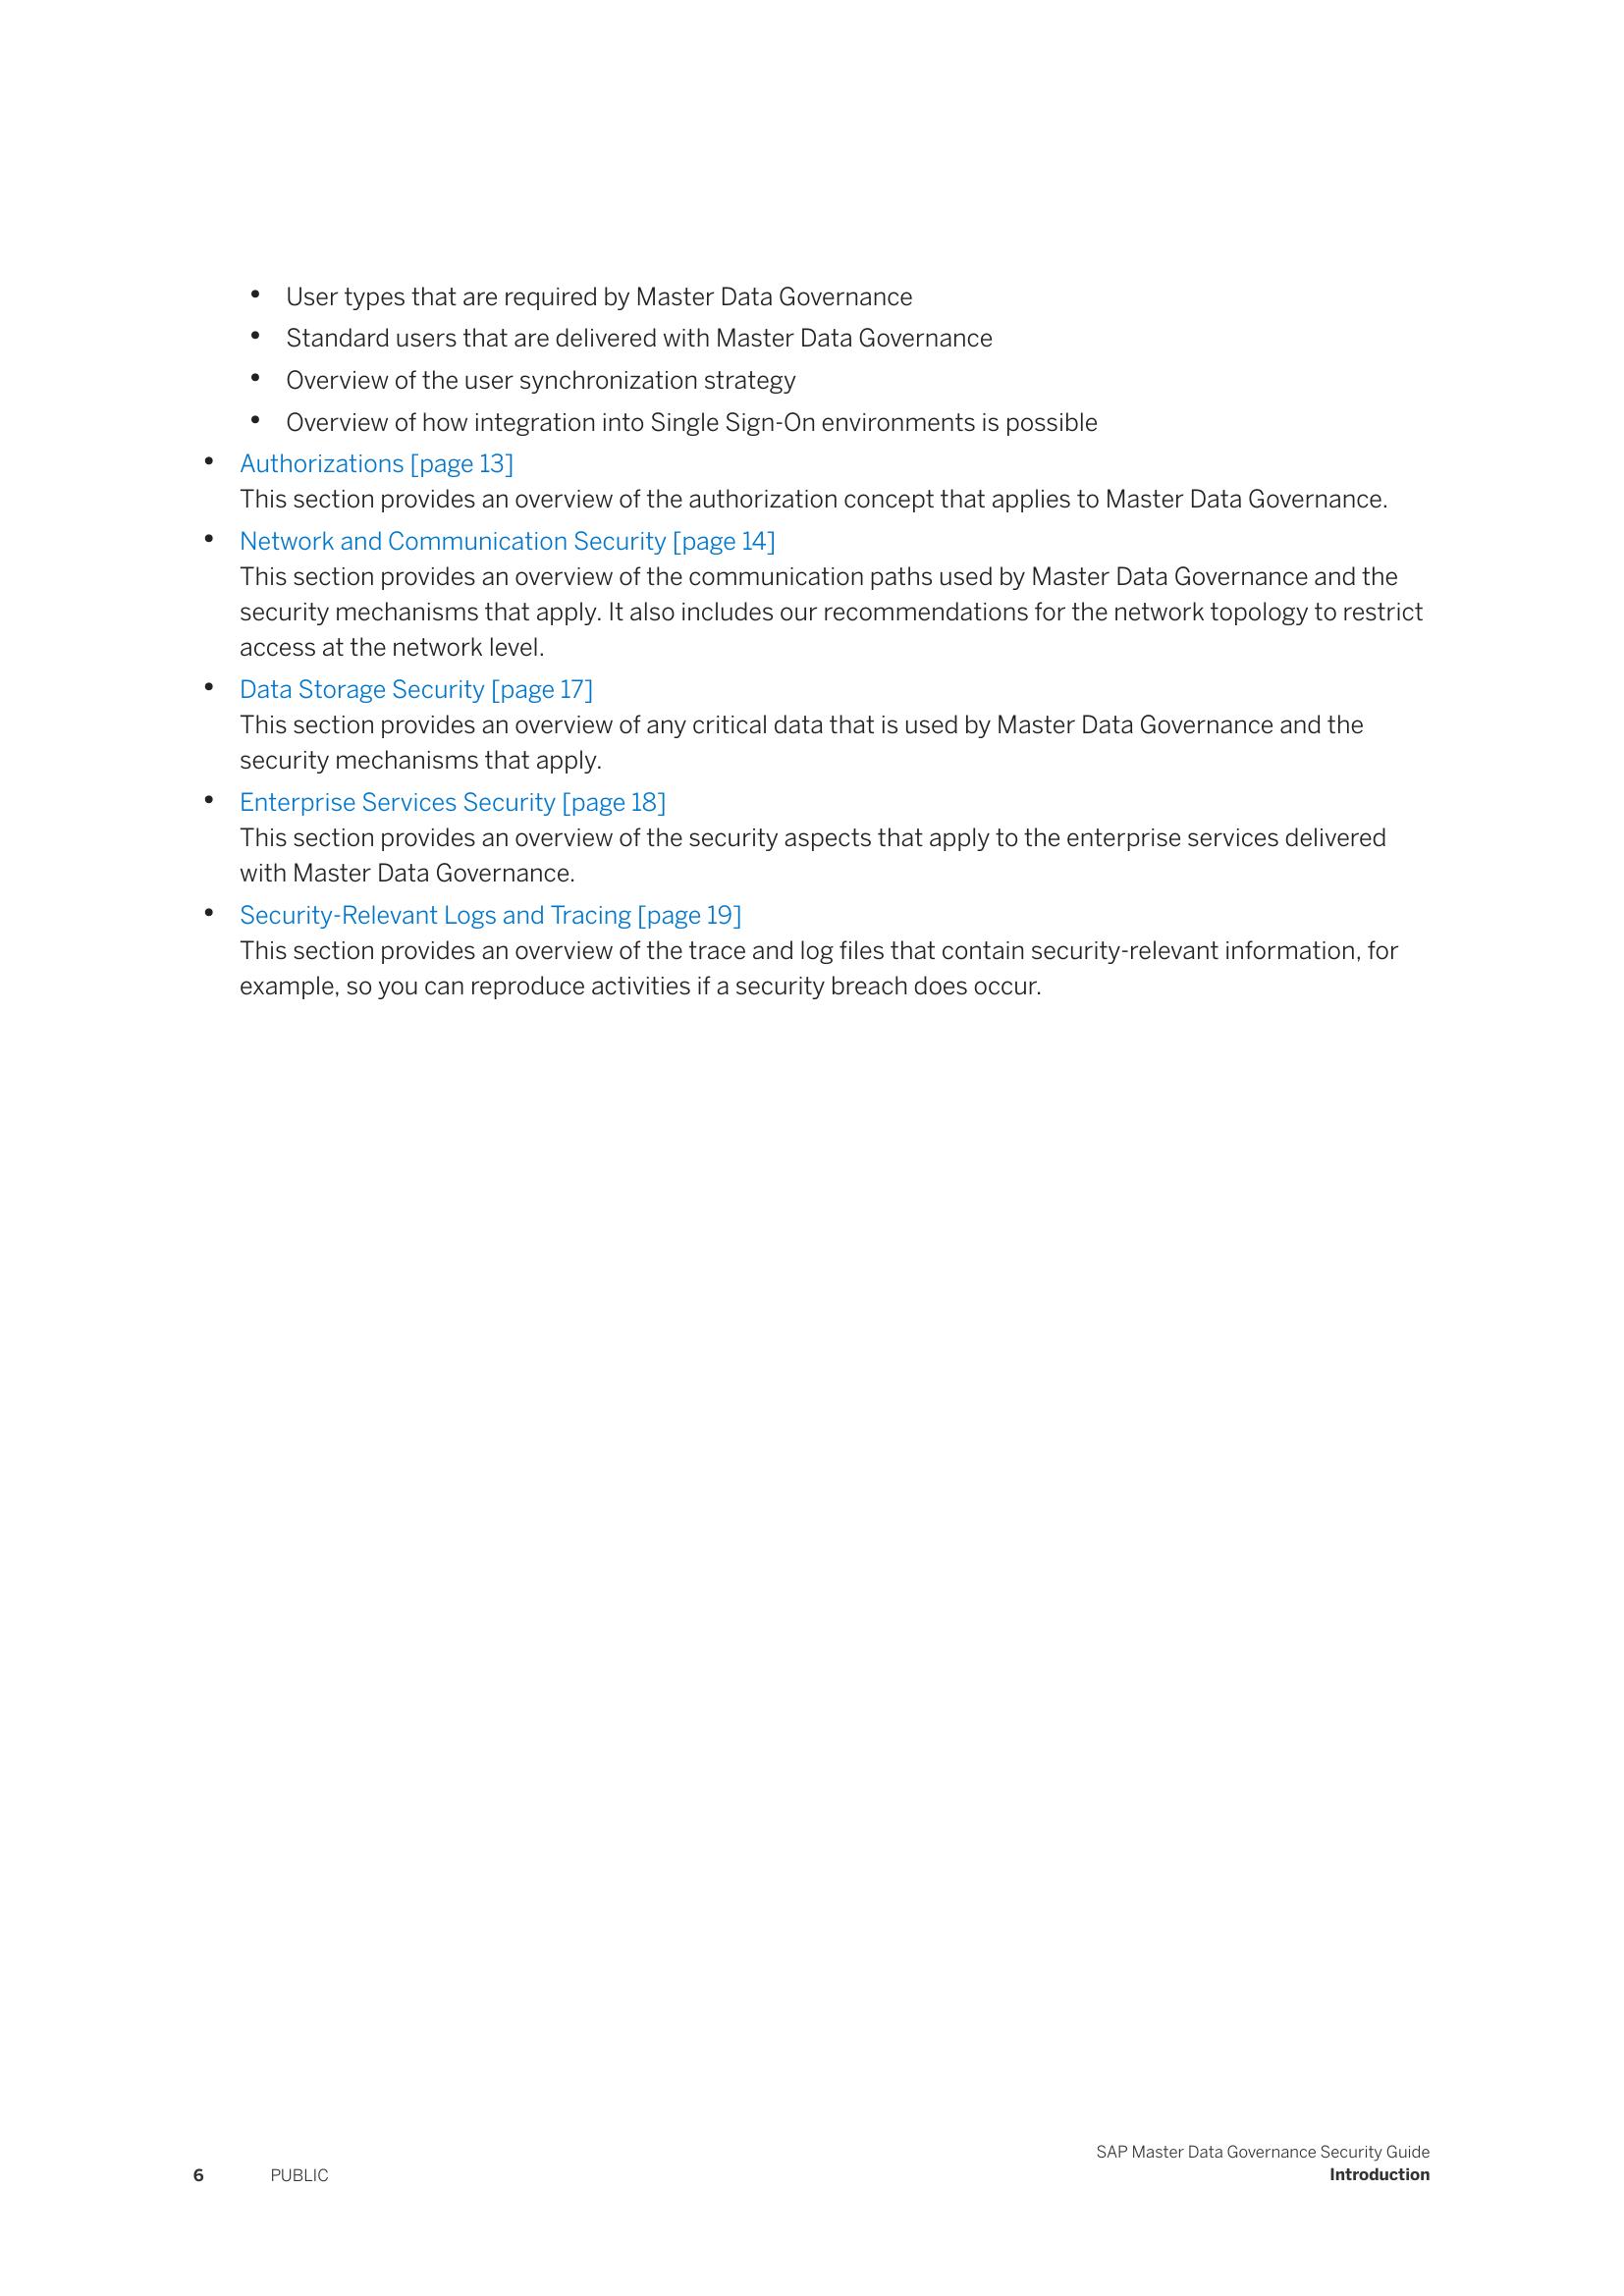 • User types that are required by Master Data Governance
• Standard users that are delivered with Master Data Governance
• Overview of the user synchronization strategy
• Overview of how integration into Single Sign-On environments is possible
• Authorizations [page 13]
This section provides an overview of the authorization concept that applies to Master Data Governance.
• Network and Communication Security [page 14]
This section provides an overview of the communication paths used by Master Data Governance and the
security mechanisms that apply. It also includes our recommendations for the network topology to restrict
access at the network level.
• Data Storage Security [page 17]
This section provides an overview of any critical data that is used by Master Data Governance and the
security mechanisms that apply.
• Enterprise Services Security [page 18]
This section provides an overview of the security aspects that apply to the enterprise services delivered
with Master Data Governance.
• Security-Relevant Logs and Tracing [page 19]
This section provides an overview of the trace and log files that contain security-relevant information, for
example, so you can reproduce activities if a security breach does occur.
SAP Master Data Governance Security Guide
6 PUBLIC Introduction